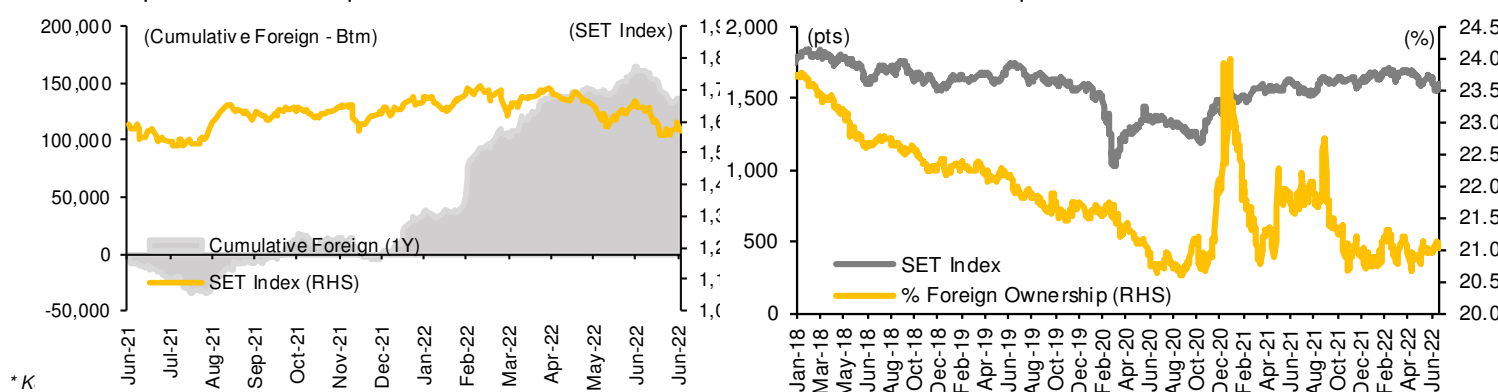 200,000
150,000
100,000
50,000
0
-50,000
(Cumulative Foreign - Btm)
(SET Index)
Cumulative Foreign (1Y)
SET Index (RHS)
Jun-21
Jul-21
Aug-21
Sep-21
Oct-21
Nov-21
Dec-21
Jan-22
Feb-22
Mar-22
Apr-22
May-22
Jun-22
Jun-22
* K
2,000
1,500
1,000
500
0
(pts)
(%)
24.5
24.0
23.5
23.0
22.5
22.0
21.5
21.0
20.5
20.0
SET Index
% Foreign Ownership (RHS)
Jan-18
Mar-18
May-18
Jun-18
Aug-18
Oct-18
Dec-18
Feb-19
Apr-19
Jun-19
Aug-19
Oct-19
Dec-19
Feb-20
Apr-20
Jun-20
Aug-20
Oct-20
Dec-20
Feb-21
Apr-21
Jun-21
Aug-21
Oct-21
Dec-21
Feb-22
Apr-22
Jun-22